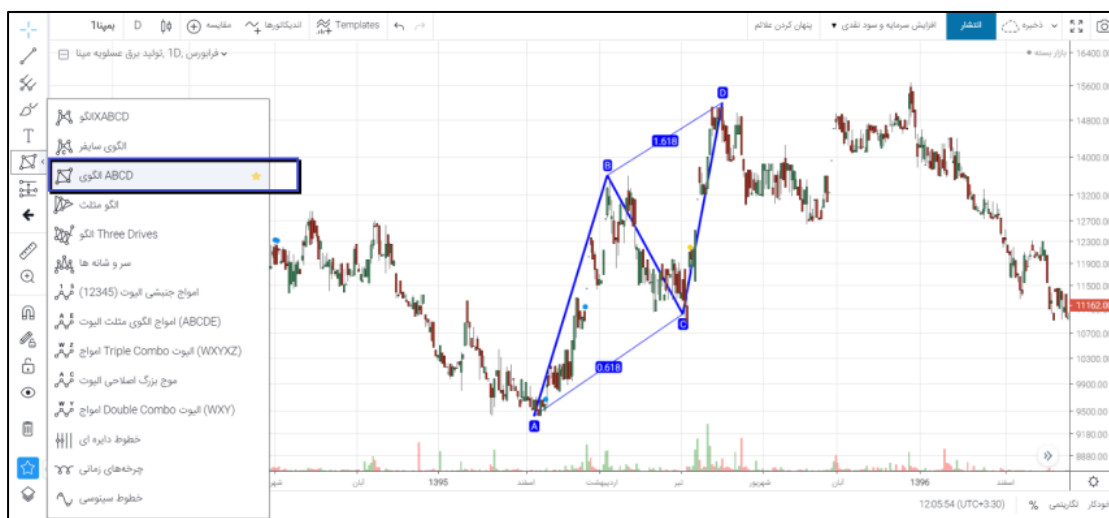 بمپنا1 D مقایسه اندیکاتورها Templates پنهان کردن علائم افزایش سرمایه و سود نقدی انتشار ذخیره
فرابورس ,1D ,تولید برق عسلویه مپنا
بازار بسته
الگو XABCD
الگوی سایفر
الگوی ABCD
الگو مثلث
الگو Three Drives
سر و شانه ها
امواج جنبشی الیوت (12345)
امواج الگوی مثلث الیوت (ABCDE)
امواج Triple Combo الیوت (WXYXZ)
موج بزرگ اصلاحی الیوت
امواج Double Combo الیوت (WXY)
خطوط دایره ای
چرخه‌های زمانی
خطوط سینوسی
D
1.618
B
C
0.618
A
16400.00
15600.00
14800.00
14000.00
13200.00
12700.00
12300.00
11900.00
11500.00
11162.00
10700.00
10300.00
9900.00
9500.00
9180.00
8880.00
آبان 1395 اسفند اردیبهشت تیر شهریور آبان 1396 اسفند
12:05:54 (UTC+3:30) % لگاریتمی خودکار